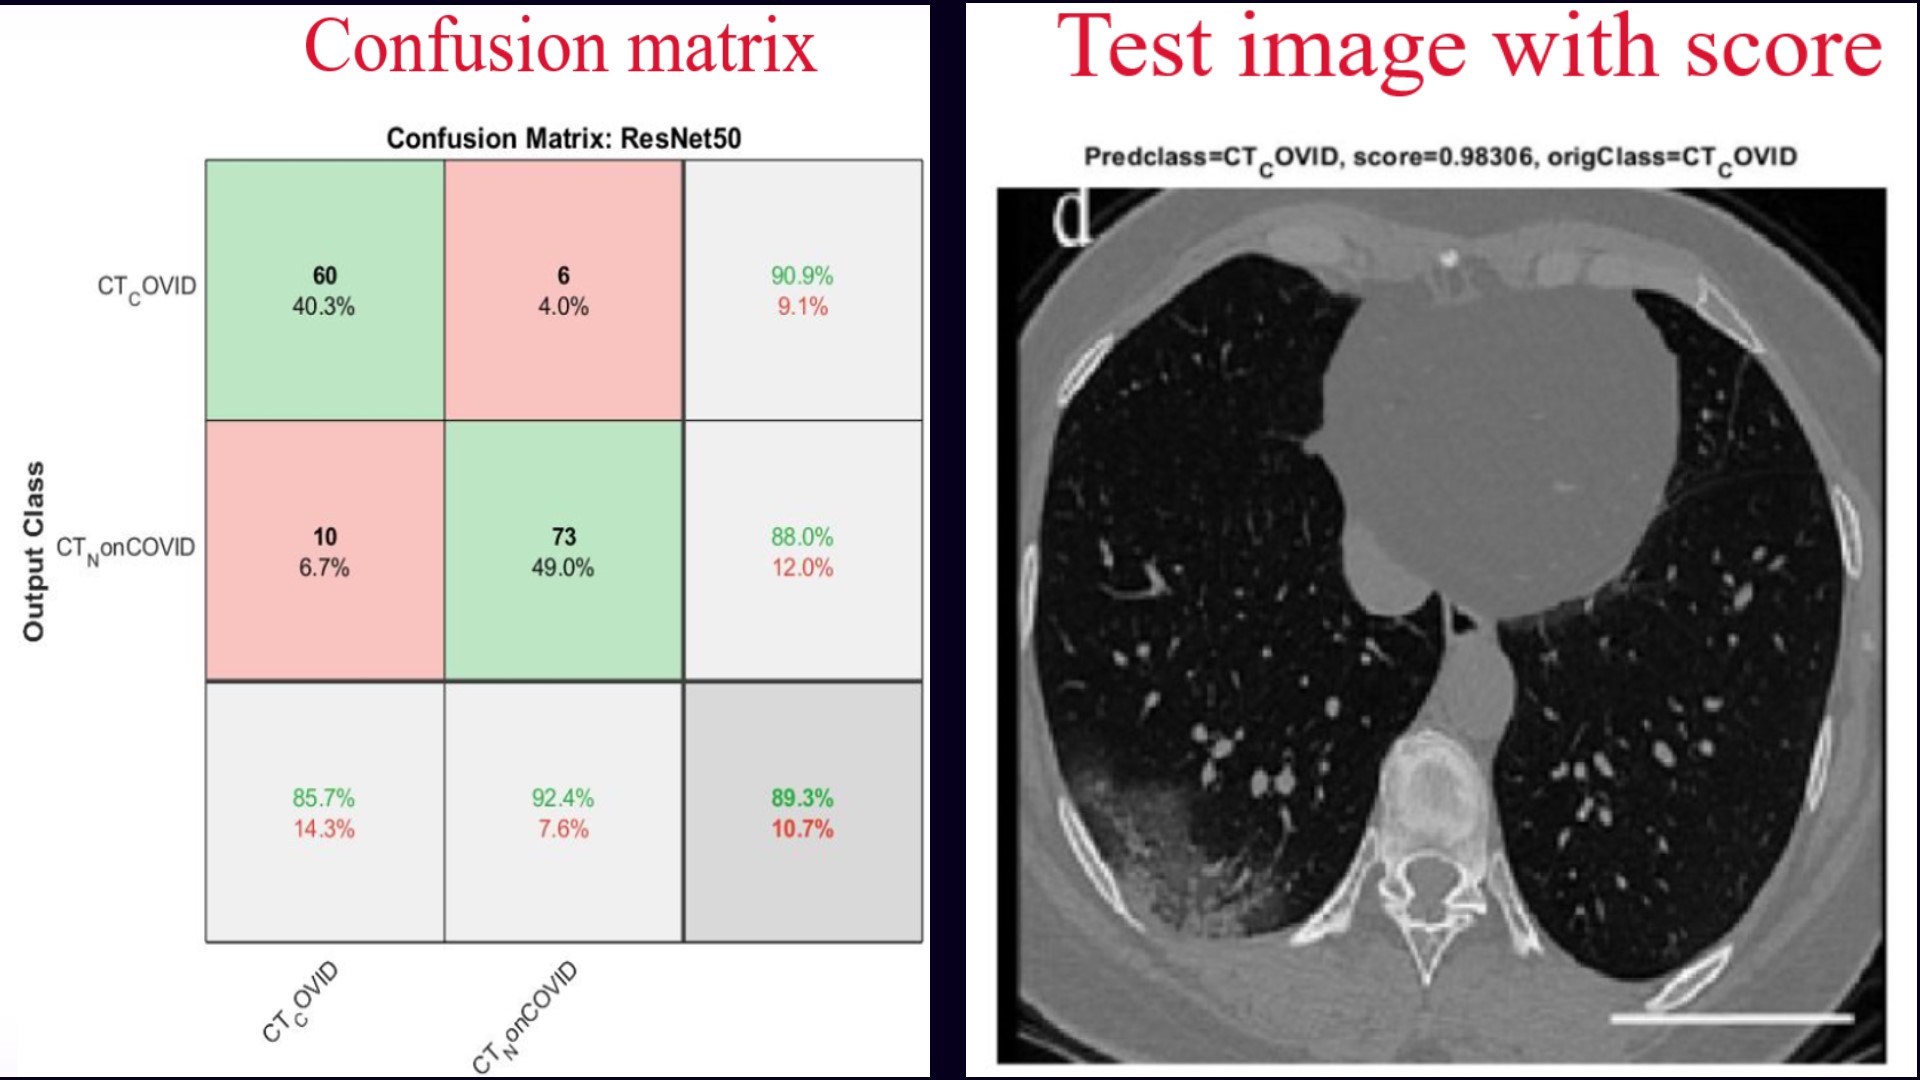 Confusion matrix
Confusion Matrix: ResNet50
60
40.3%
6
4.0%
90.9%
9.1%
CT_COVID
10
6.7%
73
49.0%
88.0%
12.0%
CT_NonCOVID
Output Class
85.7%
14.3%
92.4%
7.6%
89.3%
10.7%
CT_COVID
CT_NonCOVID
Test image with score
Predclass=CT_COVID, score=0.98306, origClass=CT_COVID
d